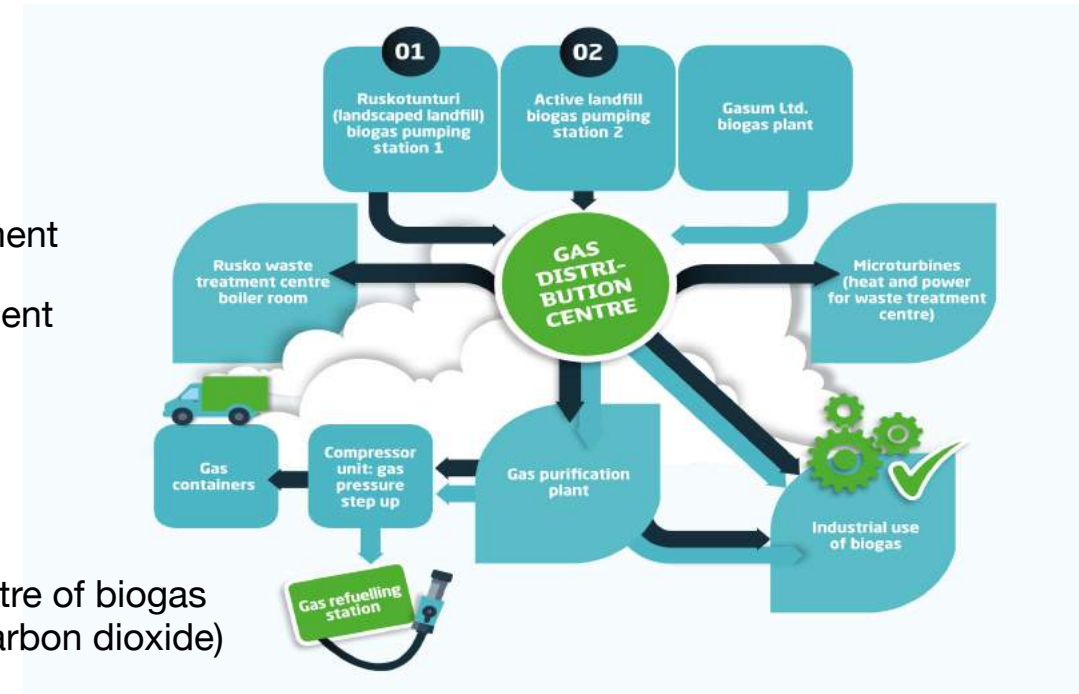 01
Ruskotunturi
(landscaped landfill)
biogas pumping
station 1
02
Active landfill
biogas pumping
station 2
Gasum Ltd.
biogas plant
GAS
DISTRI-
BUTION
CENTRE
Rusko waste
treatment centre
boiler room
Microturbines
(heat and power
for waste treatment
centre)
Gas
containers
Compressor
unit: gas
pressure
step up
Gas purification
plant
Industrial use
of biogas
Gas refuelling
station
ment
ent
tre of biogas
arbon dioxide)